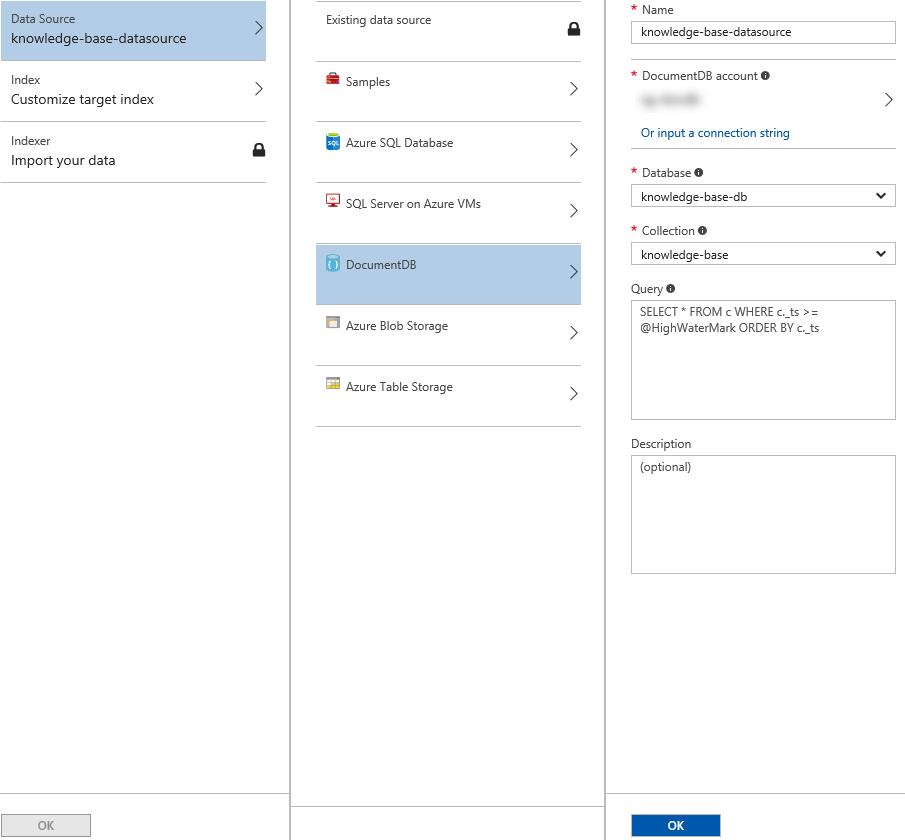 Data Source
knowledge-base-datasource
Index
Customize target index
Indexer
Import your data
OK
Existing data source
Samples
Azure SQL Database
SQL Server on Azure VMs
DocumentDB
Azure Blob Storage
Azure Table Storage
* Name
knowledge-base-datasource
* DocumentDB account
Or input a connection string
* Database
knowledge-base-db
* Collection
knowledge-base
Query
SELECT * FROM c WHERE c._ts >=
@HighWaterMark ORDER BY c._ts
Description
(optional)
OK